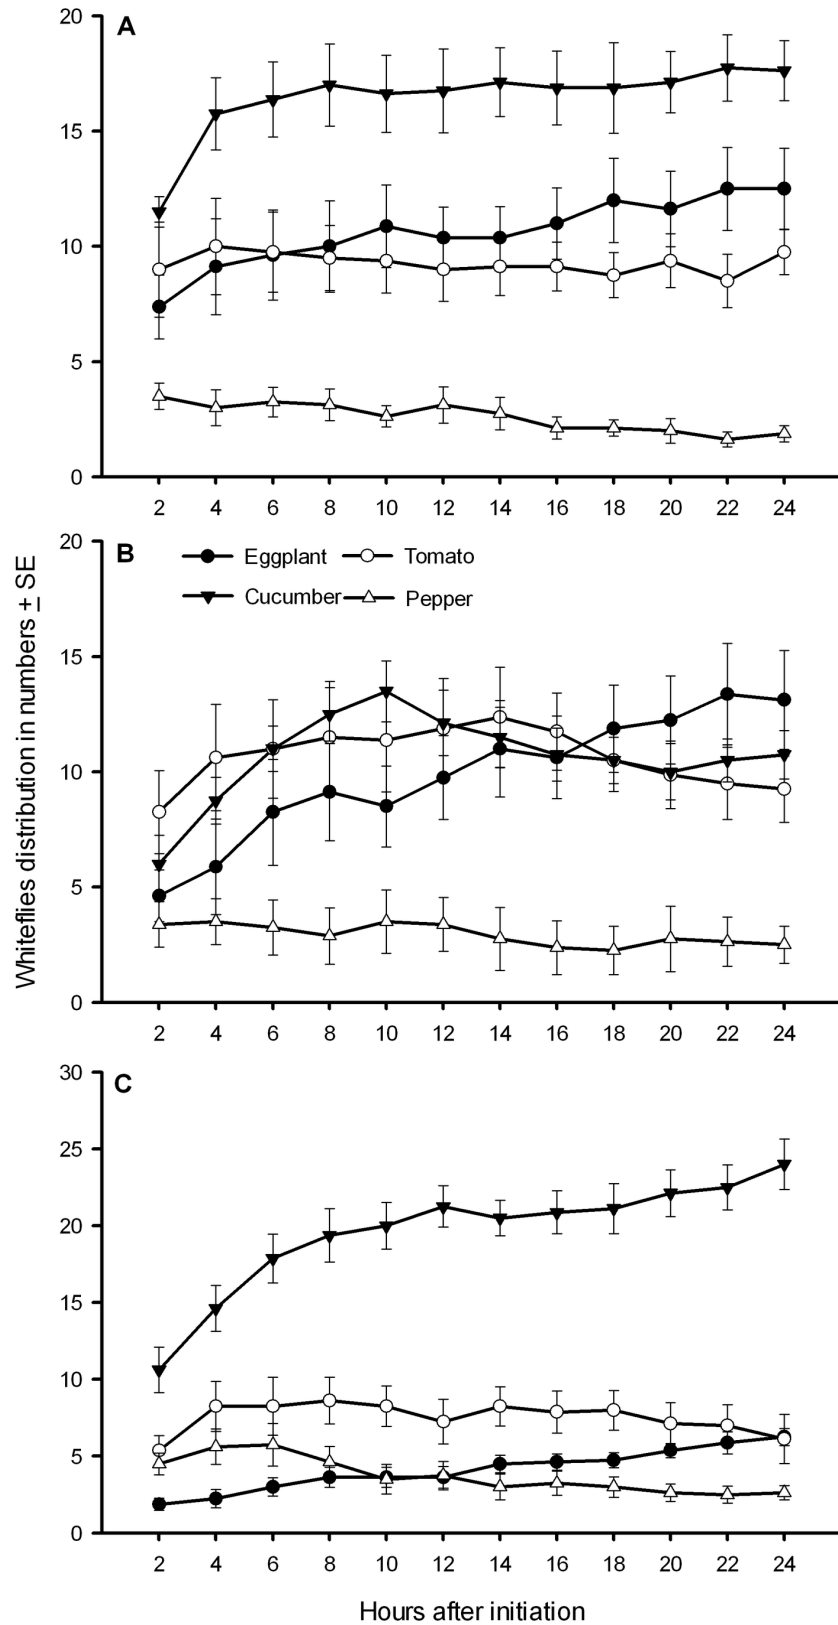 A
20
15
10
5
0
2 4 6 8 10 12 14 16 18 20 22 24
Whiteflies distribution in numbers ± SE
B
Eggplant Tomato
Cucumber Pepper
20
15
10
5
0
2 4 6 8 10 12 14 16 18 20 22 24
C
30
25
20
15
10
5
0
2 4 6 8 10 12 14 16 18 20 22 24
Hours after initiation